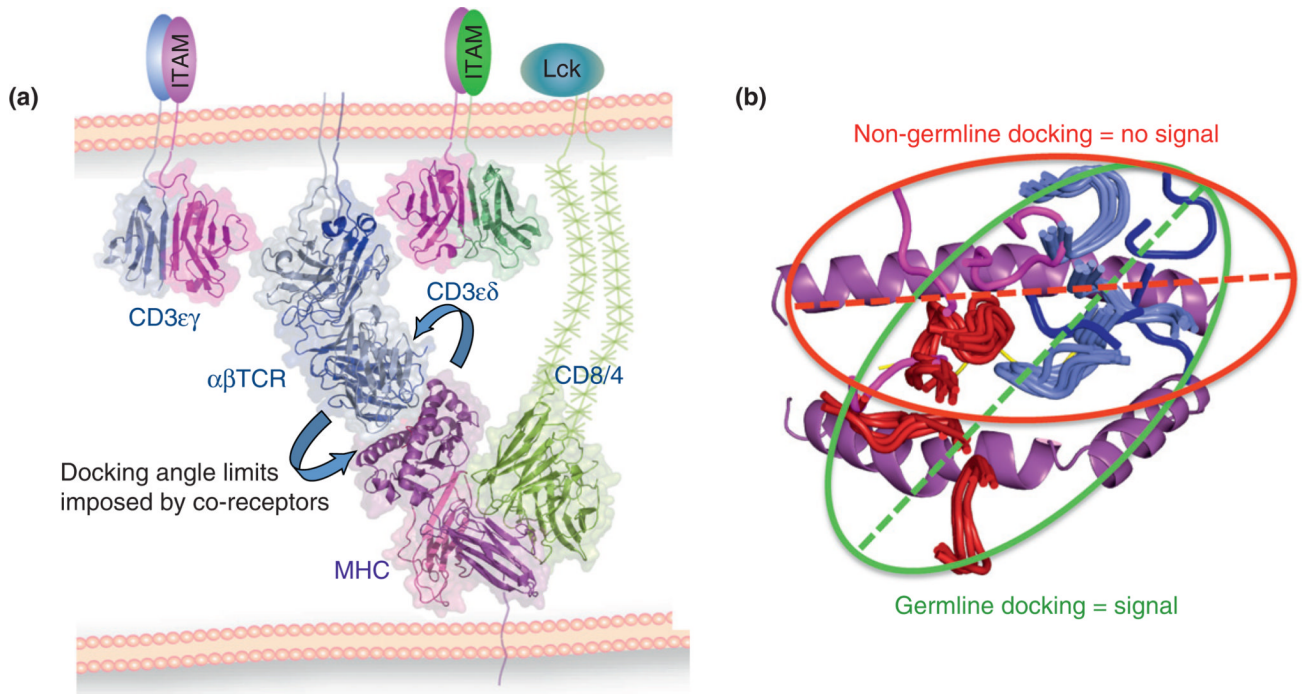 (a)
ITAM
ITAM
Lck
CD3εγ
CD3εδ
αβTCR
CD8/4
Docking angle limits
imposed by co-receptors
MHC
(b)
Non-germline docking = no signal
Germline docking = signal